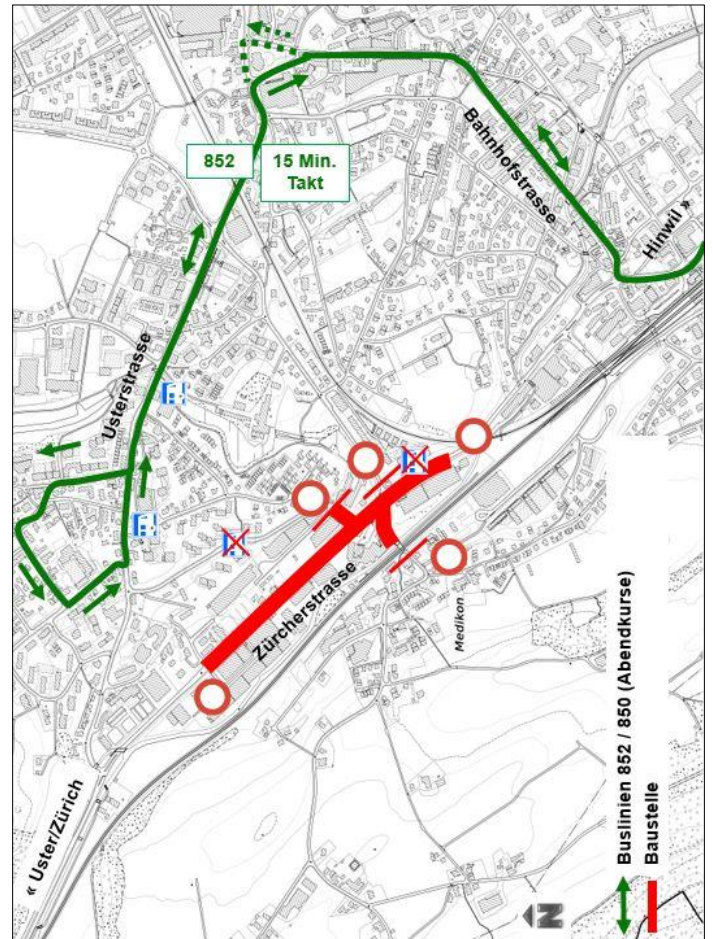 852
15 Min.
Takt
Bahnhofstrasse
Hinwil »
Usterstrasse
Zürcherstrasse
Medikon
« Uster/Zürich
N
Buslinien 852 / 850 (Abendkurse)
Baustelle